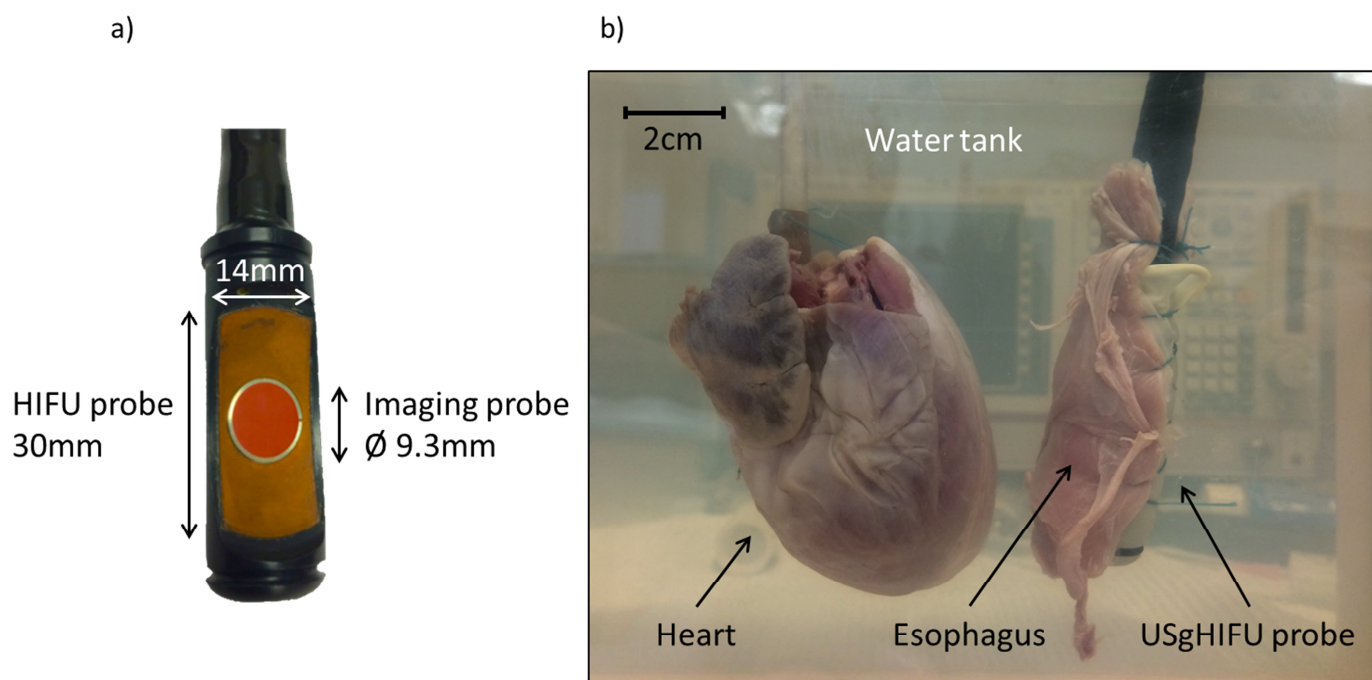 a)
14mm
HIFU probe
30mm
Imaging probe
Ø 9.3mm
b)
2cm
Water tank
Heart
Esophagus
USgHIFU probe